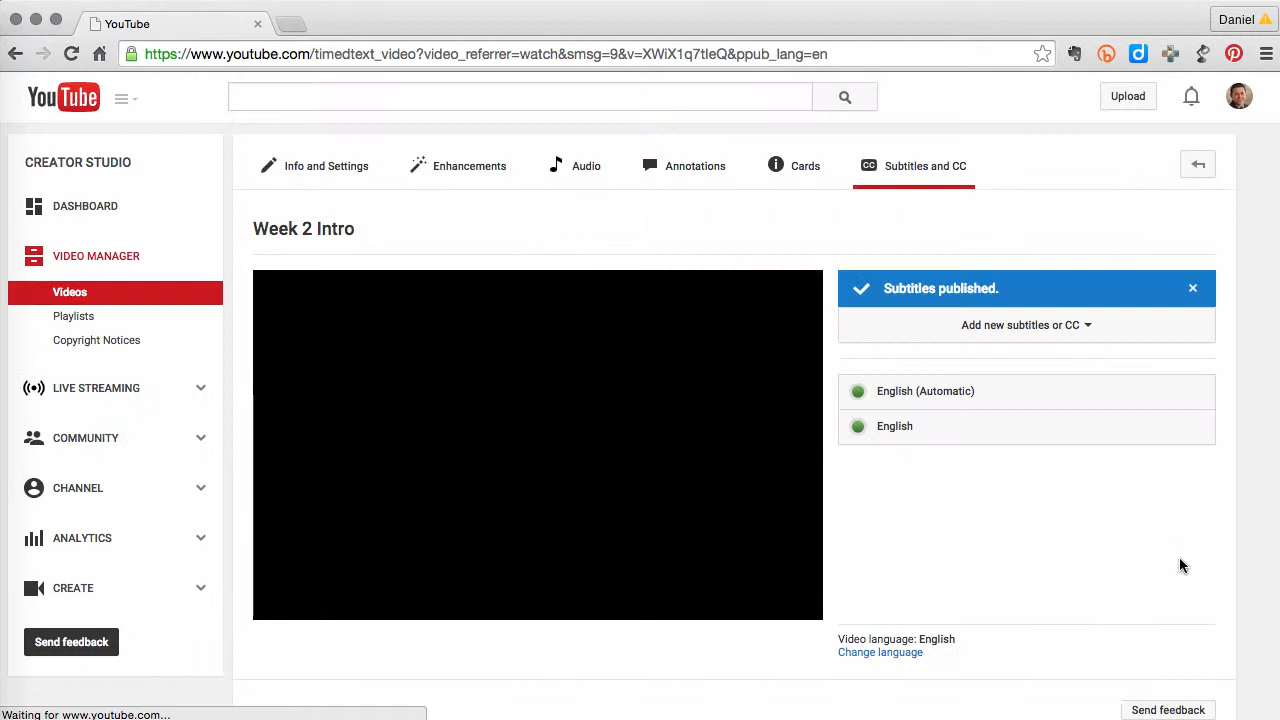 YouTube
Daniel
https://www.youtube.com/timedtext_video?video_referrer=watch&smsg=9&v=XWiX1q7tIeQ&ppub_lang=en
YouTube
Upload
CREATOR STUDIO
DASHBOARD
VIDEO MANAGER
Videos
Playlists
Copyright Notices
LIVE STREAMING
COMMUNITY
CHANNEL
ANALYTICS
CREATE
Send feedback
Info and Settings
Enhancements
Audio
Annotations
Cards
CC Subtitles and CC
Week 2 Intro
Subtitles published.
Add new subtitles or CC
English (Automatic)
English
Video language: English
Change language
Send feedback
Waiting for www.youtube.com...